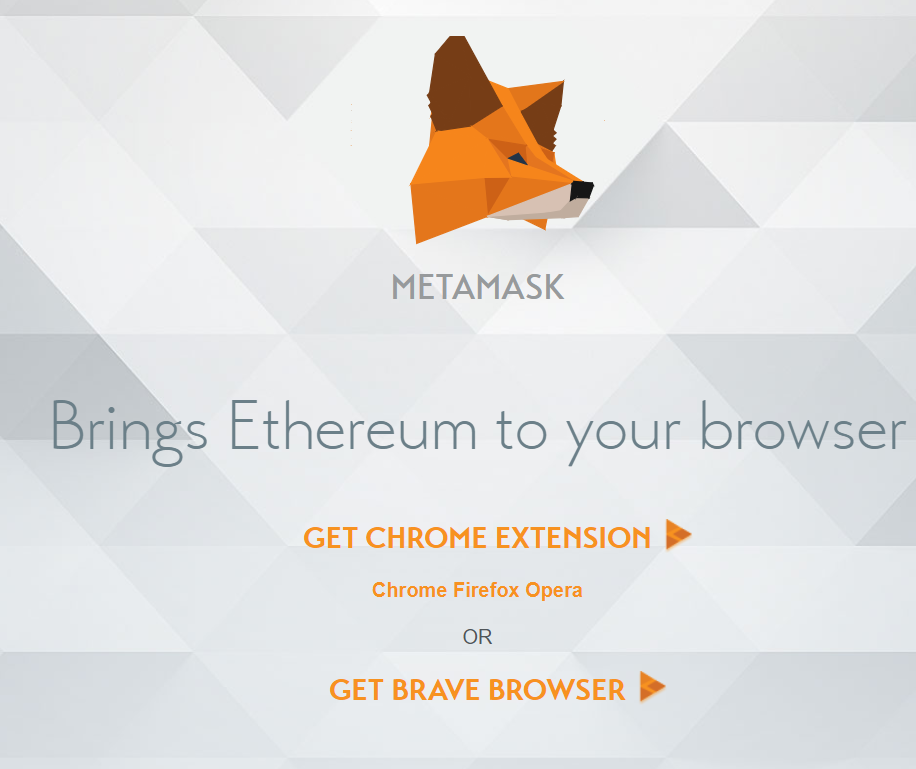 METAMASK
Brings Ethereum to your browser
GET CHROME EXTENSION
Chrome Firefox Opera
OR
GET BRAVE BROWSER